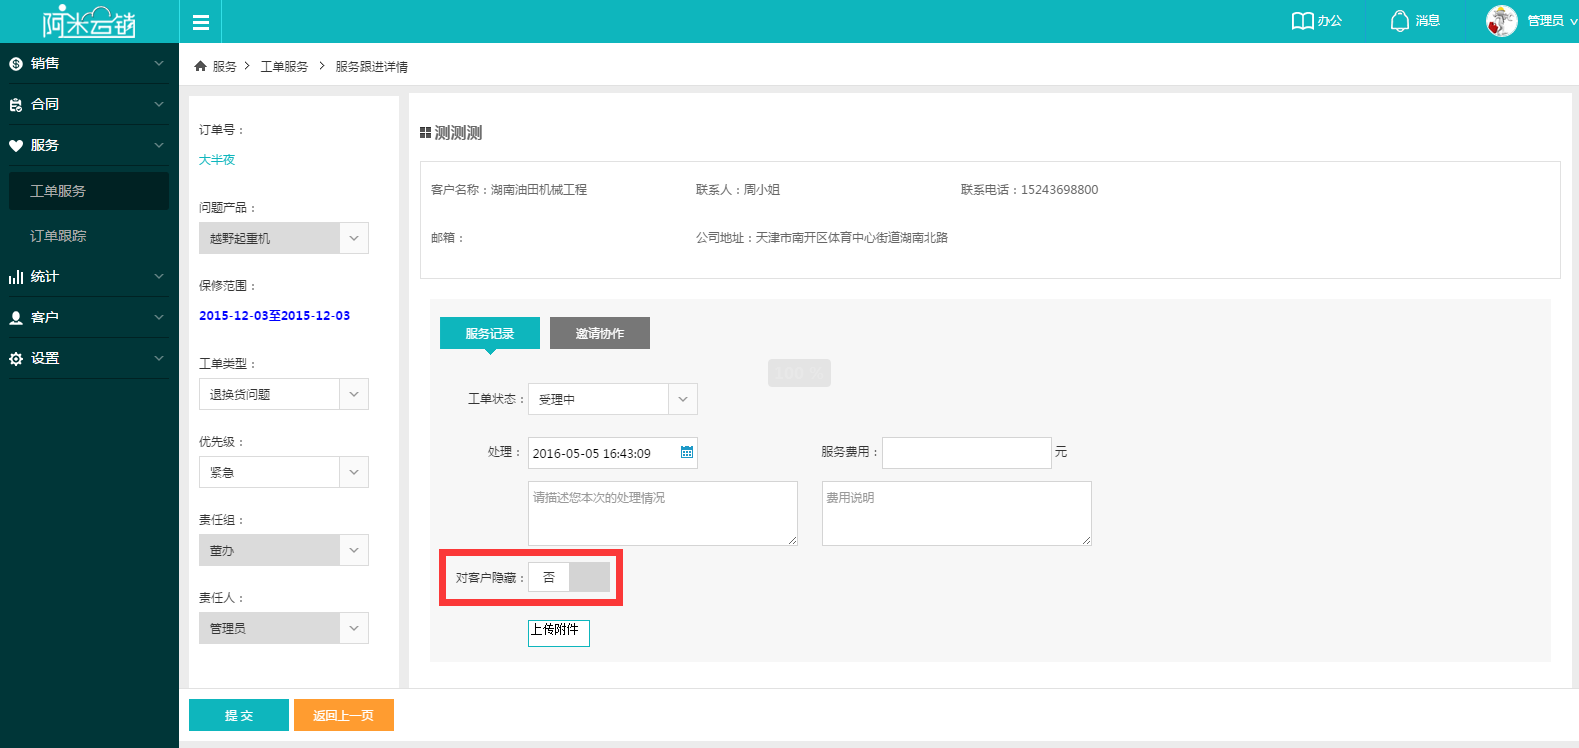 阿米云销
办公
消息
管理员
销售
合同
服务
工单服务
订单跟踪
统计
客户
设置
服务 > 工单服务 > 服务跟进详情
订单号：
大半夜
问题产品：
越野起重机
保修范围：
2015-12-03至2015-12-03
工单类型：
退换货问题
优先级：
紧急
责任组：
董办
责任人：
管理员
测测测
客户名称：湖南油田机械工程
联系人：周小姐
联系电话：15243698800
邮箱：
公司地址：天津市南开区体育中心街道湖南北路
服务记录
邀请协作
100 %
工单状态：
受理中
处理：
2016-05-05 16:43:09
服务费用：
元
请描述您本次的处理情况
费用说明
对客户隐藏：
否
上传附件
提 交
返回上一页